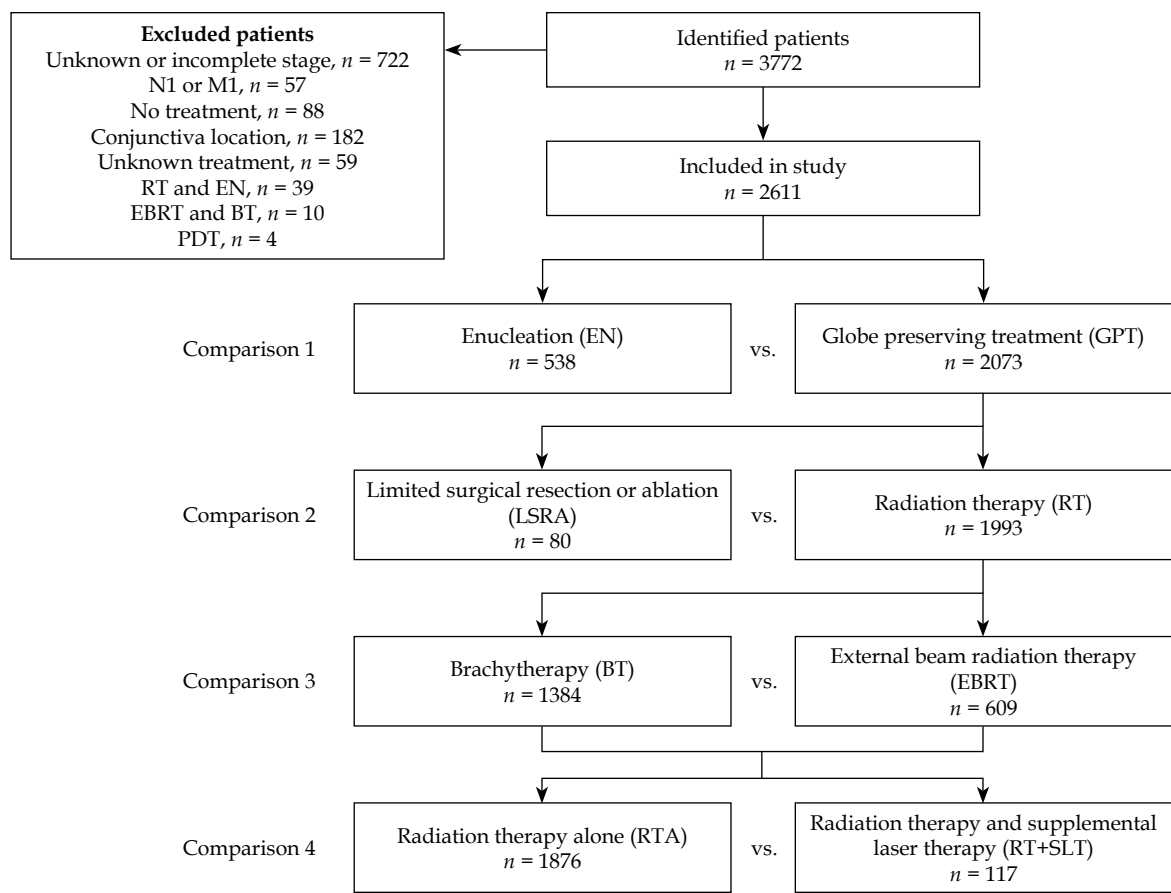 Excluded patients
Unknown or incomplete stage, n = 722
N1 or M1, n = 57
No treatment, n = 88
Conjunctiva location, n = 182
Unknown treatment, n = 59
RT and EN, n = 39
EBRT and BT, n = 10
PDT, n = 4
Identified patients
n = 3772
Included in study
n = 2611
Comparison 1
Enucleation (EN)
n = 538
vs.
Globe preserving treatment (GPT)
n = 2073
Comparison 2
Limited surgical resection or ablation
(LSRA)
n = 80
vs.
Radiation therapy (RT)
n = 1993
Comparison 3
Brachytherapy (BT)
n = 1384
vs.
External beam radiation therapy
(EBRT)
n = 609
Comparison 4
Radiation therapy alone (RTA)
n = 1876
vs.
Radiation therapy and supplemental
laser therapy (RT+SLT)
n = 117